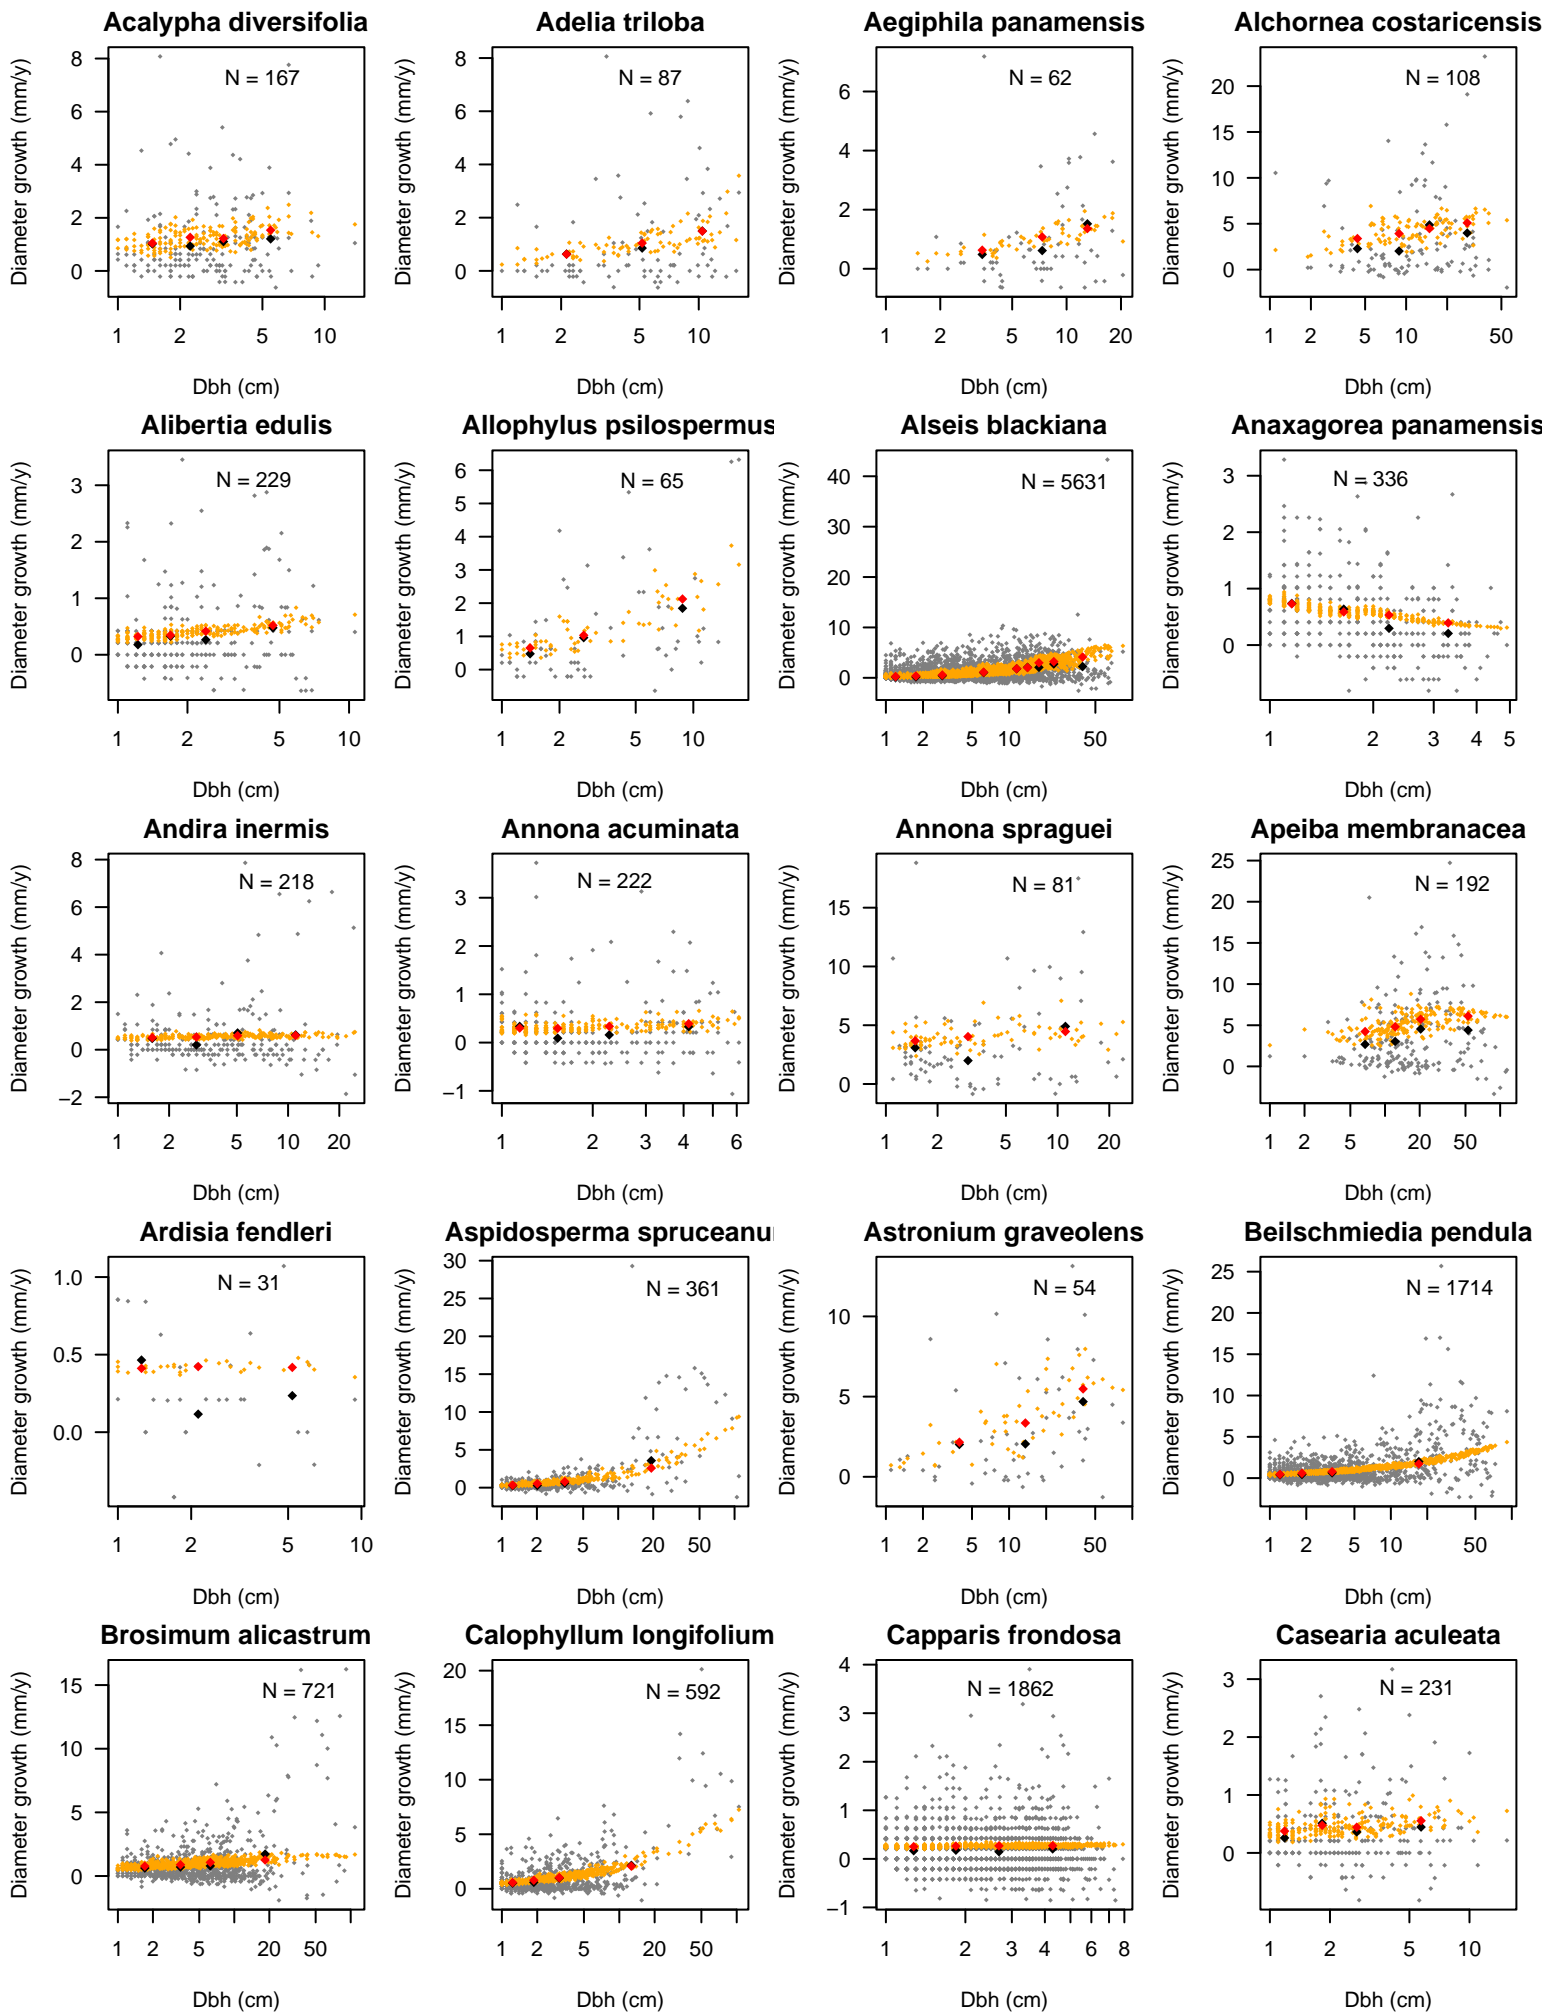 Acalypha diversifolia
Adelia triloba
Aegiphila panamensis
Alchornea costaricensis
Diameter growth (mm/y)
8
6
4
2
0
N = 167
1 2 5 10
Dbh (cm)
Diameter growth (mm/y)
8
6
4
2
0
N = 87
1 2 5 10
Dbh (cm)
Diameter growth (mm/y)
6
4
2
0
N = 62
1 2 5 10 20
Dbh (cm)
Diameter growth (mm/y)
20
15
10
5
0
N = 108
1 2 5 10 50
Dbh (cm)
Alibertia edulis
Allophylus psilospermus
Alseis blackiana
Anaxagorea panamensis
Diameter growth (mm/y)
3
2
1
0
N = 229
1 2 5 10
Dbh (cm)
Diameter growth (mm/y)
6
5
4
3
2
1
0
N = 65
1 2 5 10
Dbh (cm)
Diameter growth (mm/y)
40
30
20
10
0
N = 5631
1 2 5 10 50
Dbh (cm)
Diameter growth (mm/y)
3
2
1
0
N = 336
1 2 3 4 5
Dbh (cm)
Andira inermis
Annona acuminata
Annona spraguei
Apeiba membranacea
Diameter growth (mm/y)
8
6
4
2
0
−2
N = 218
1 2 5 10 20
Dbh (cm)
Diameter growth (mm/y)
3
2
1
0
−1
N = 222
1 2 3 4 6
Dbh (cm)
Diameter growth (mm/y)
15
10
5
0
N = 81
1 2 5 10 20
Dbh (cm)
Diameter growth (mm/y)
25
20
15
10
5
0
N = 192
1 2 5 20 50
Dbh (cm)
Ardisia fendleri
Aspidosperma spruceanu
Astronium graveolens
Beilschmiedia pendula
Diameter growth (mm/y)
1.0
0.5
0.0
N = 31
1 2 5 10
Dbh (cm)
Diameter growth (mm/y)
30
25
20
15
10
5
0
N = 361
1 2 5 20 50
Dbh (cm)
Diameter growth (mm/y)
10
5
0
N = 54
1 2 5 10 50
Dbh (cm)
Diameter growth (mm/y)
25
20
15
10
5
0
N = 1714
1 2 5 10 50
Dbh (cm)
Brosimum alicastrum
Calophyllum longifolium
Capparis frondosa
Casearia aculeata
Diameter growth (mm/y)
15
10
5
0
N = 721
1 2 5 20 50
Dbh (cm)
Diameter growth (mm/y)
20
15
10
5
0
N = 592
1 2 5 20 50
Dbh (cm)
Diameter growth (mm/y)
4
3
2
1
0
−1
N = 1862
1 2 3 4 6 8
Dbh (cm)
Diameter growth (mm/y)
3
2
1
0
N = 231
1 2 5 10
Dbh (cm)